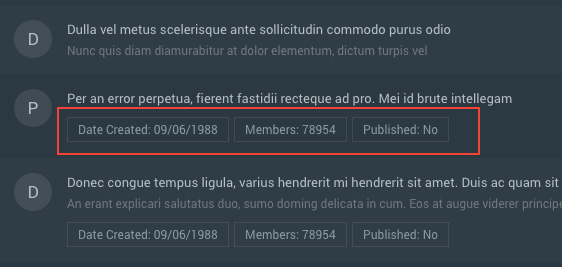 D
Dulla vel metus scelerisque ante sollicitudin commodo purus odio
Nunc quis diam diamurabitur at dolor elementum, dictum turpis vel
P
Per an error perpetua, fierent fastidii recteque ad pro. Mei id brute intellegam
Date Created: 09/06/1988 Members: 78954 Published: No
D
Donec congue tempus ligula, varius hendrerit mi hendrerit sit amet. Duis ac quam sit
An erant explicari salutatus duo, sumo doming delicata in cum. Eos at augue viderer principe
Date Created: 09/06/1988 Members: 78954 Published: No